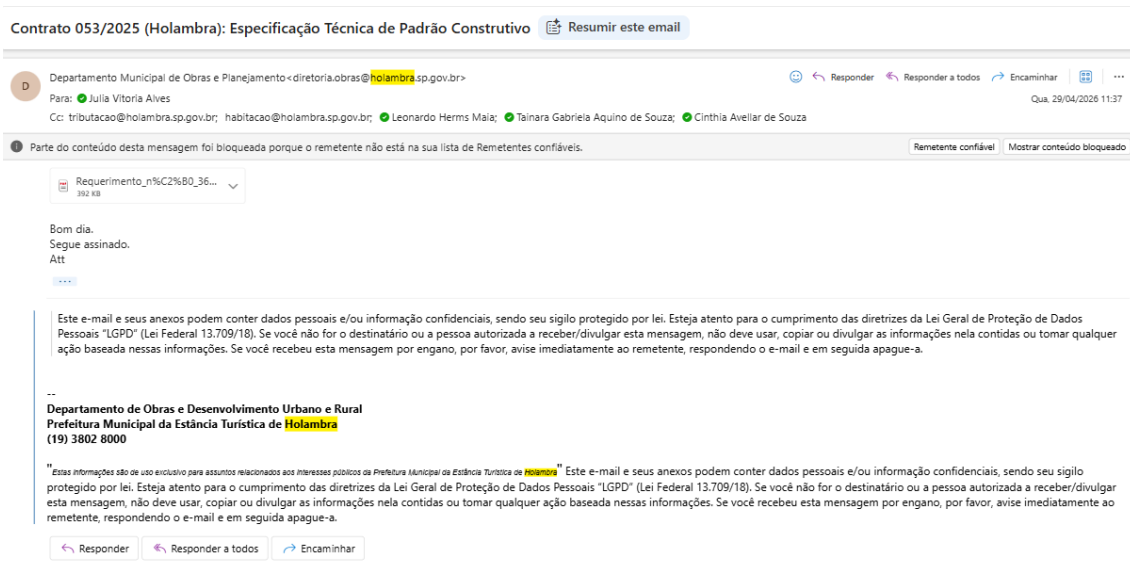 Contrato 053/2025 (Holambra): Especificação Técnica de Padrão Construtivo Resumir este email
D
Departamento Municipal de Obras e Planejamento<diretoria.obras@holambra.sp.gov.br>
Responder Responder a todos Encaminhar
Para: Julia Vitoria Alves
Qua, 29/04/2026 11:37
Cc: tributacao@holambra.sp.gov.br; habitacao@holambra.sp.gov.br; Leonardo Herms Maia; Tainara Gabriela Aquino de Souza; Cinthia Avellar de Souza
Parte do conteúdo desta mensagem foi bloqueada porque o remetente não está na sua lista de Remetentes confiáveis. Remetente confiável Mostrar conteúdo bloqueado
Requerimento_n%C2%B0_36...
392 KB
Bom dia.
Segue assinado.
Att
...
Este e-mail e seus anexos podem conter dados pessoais e/ou informação confidenciais, sendo seu sigilo protegido por lei. Esteja atento para o cumprimento das diretrizes da Lei Geral de Proteção de Dados
Pessoais “LGPD” (Lei Federal 13.709/18). Se você não for o destinatário ou a pessoa autorizada a receber/divulgar esta mensagem, não deve usar, copiar ou divulgar as informações nela contidas ou tomar qualquer
ação baseada nessas informações. Se você recebeu esta mensagem por engano, por favor, avise imediatamente ao remetente, respondendo o e-mail e em seguida apague-a.
--
Departamento de Obras e Desenvolvimento Urbano e Rural
Prefeitura Municipal da Estância Turística de Holambra
(19) 3802 8000
"Estas informações são de uso exclusivo para assuntos relacionados aos interesses públicos da Prefeitura Municipal da Estância Turística de Holambra" Este e-mail e seus anexos podem conter dados pessoais e/ou informação confidenciais, sendo seu sigilo
protegido por lei. Esteja atento para o cumprimento das diretrizes da Lei Geral de Proteção de Dados Pessoais "LGPD" (Lei Federal 13.709/18). Se você não for o destinatário ou a pessoa autorizada a receber/divulgar
esta mensagem, não deve usar, copiar ou divulgar as informações nela contidas ou tomar qualquer ação baseada nessas informações. Se você recebeu esta mensagem por engano, por favor, avise imediatamente ao
remetente, respondendo o e-mail e em seguida apague-a.
Responder Responder a todos Encaminhar